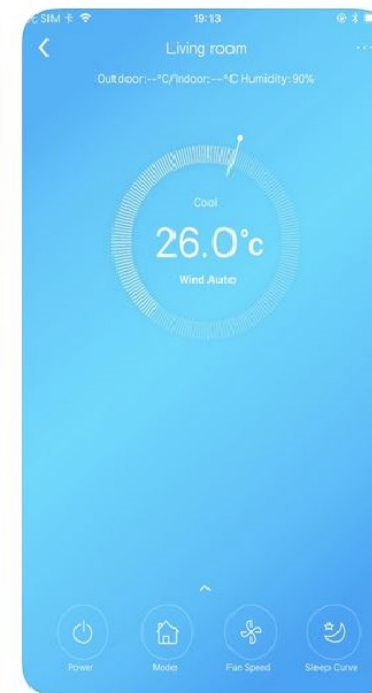 SIM 19:13
Living room ...
Outdoor:--°C/Indoor:--°C Humidity:90%
Cool
26.0°c
Wind Auto
Power Mode Fan Speed Sleep Curve